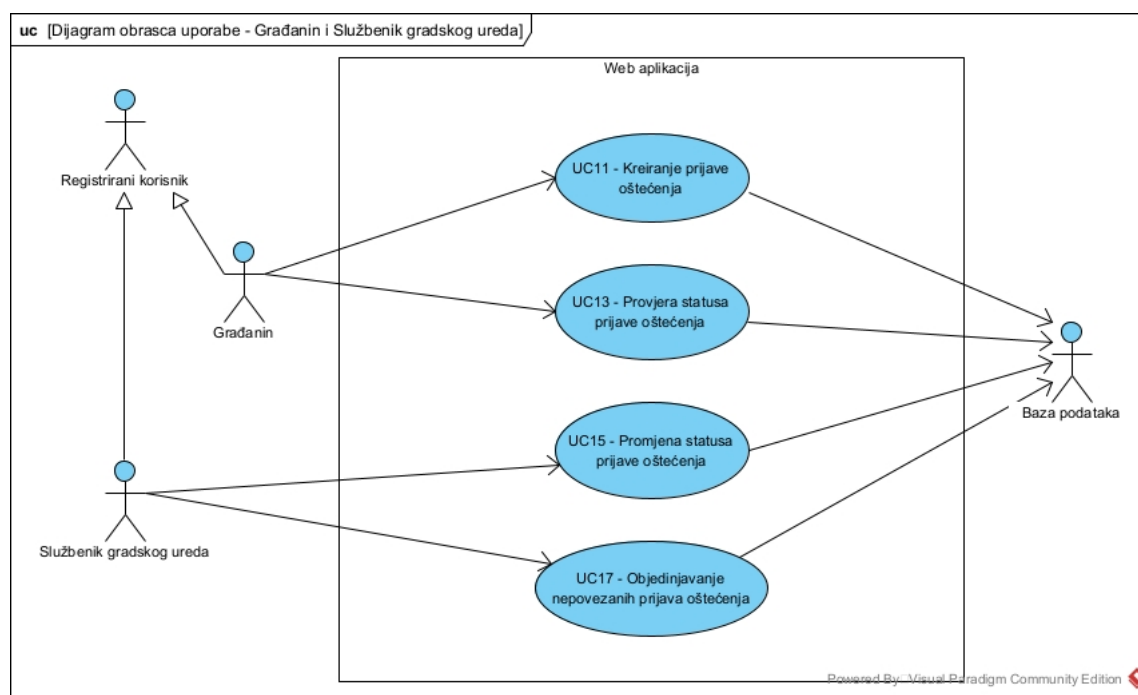 uc [Dijagram obrasca uporabe - Građanin i Službenik gradskog ureda]
Web aplikacija
Registrirani korisnik
UC11 - Kreiranje prijave
oštećenja
Građanin
UC13 - Provjera statusa
prijave oštećenja
Baza podataka
UC15 - Promjena statusa
prijave oštećenja
Službenik gradskog ureda
UC17 - Objedinjavanje
nepovezanih prijava oštećenja
Powered By Visual Paradigm Community Edition